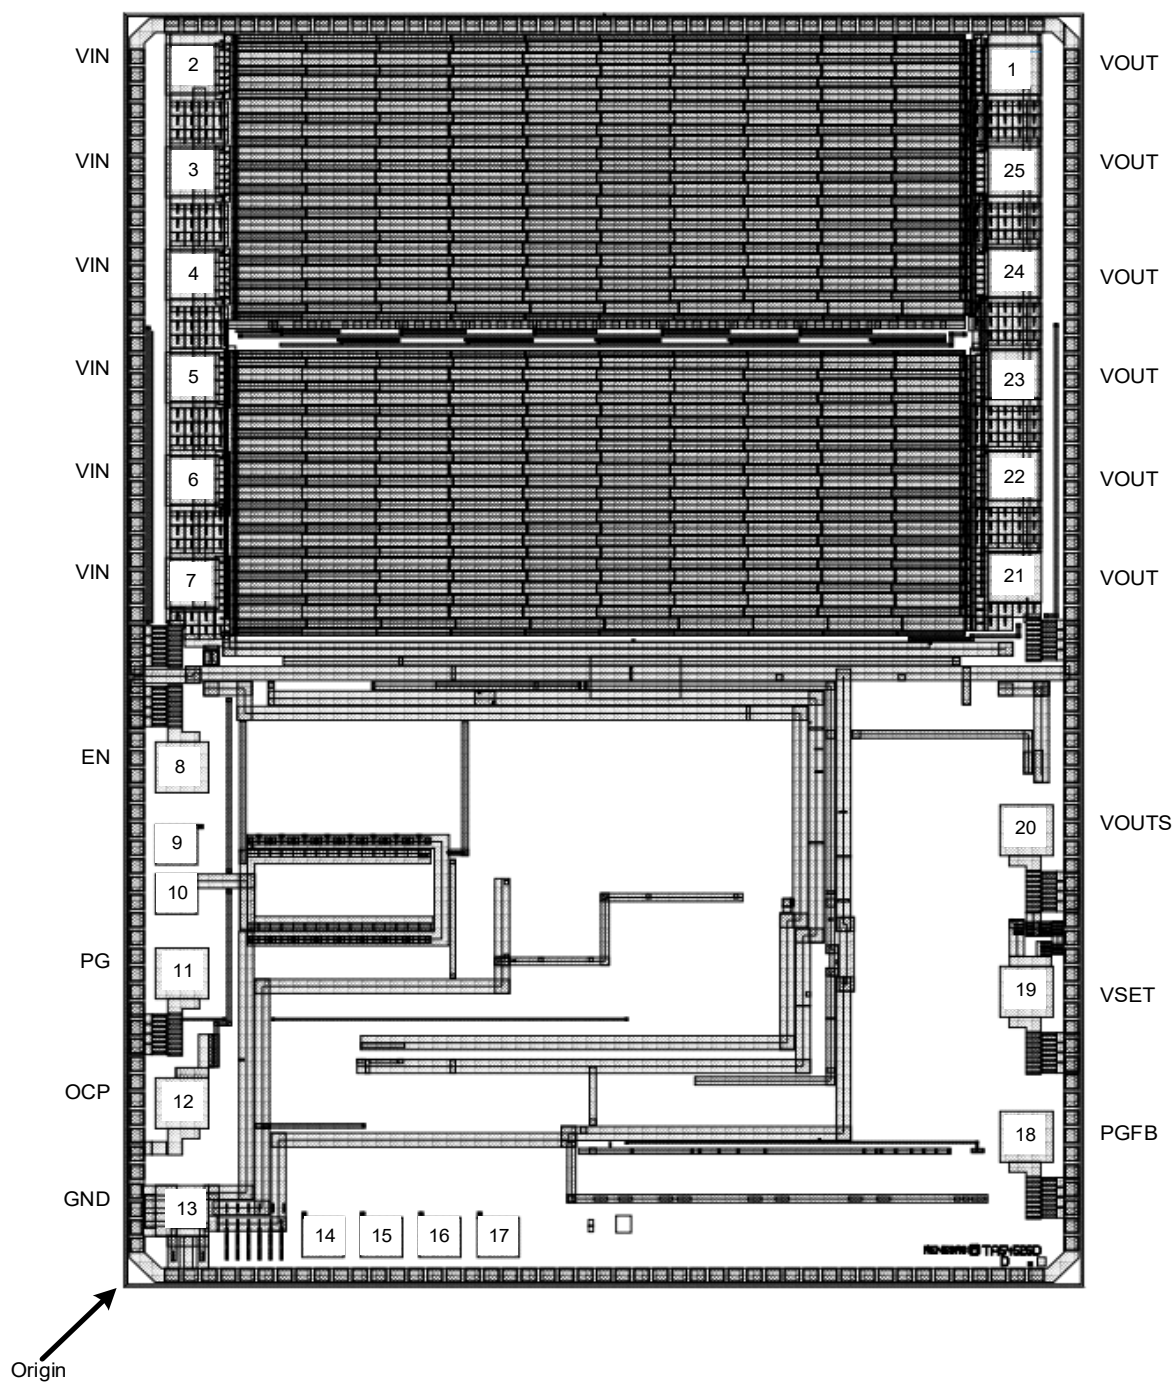 VIN 2 1 VOUT
VIN 3 25 VOUT
VIN 4 24 VOUT
VIN 5 23 VOUT
VIN 6 22 VOUT
VIN 7 21 VOUT
EN 8
20 VOUTS
9
10
PG 11
19 VSET
OCP 12
18 PGFB
GND 13
14 15 16 17
Origin